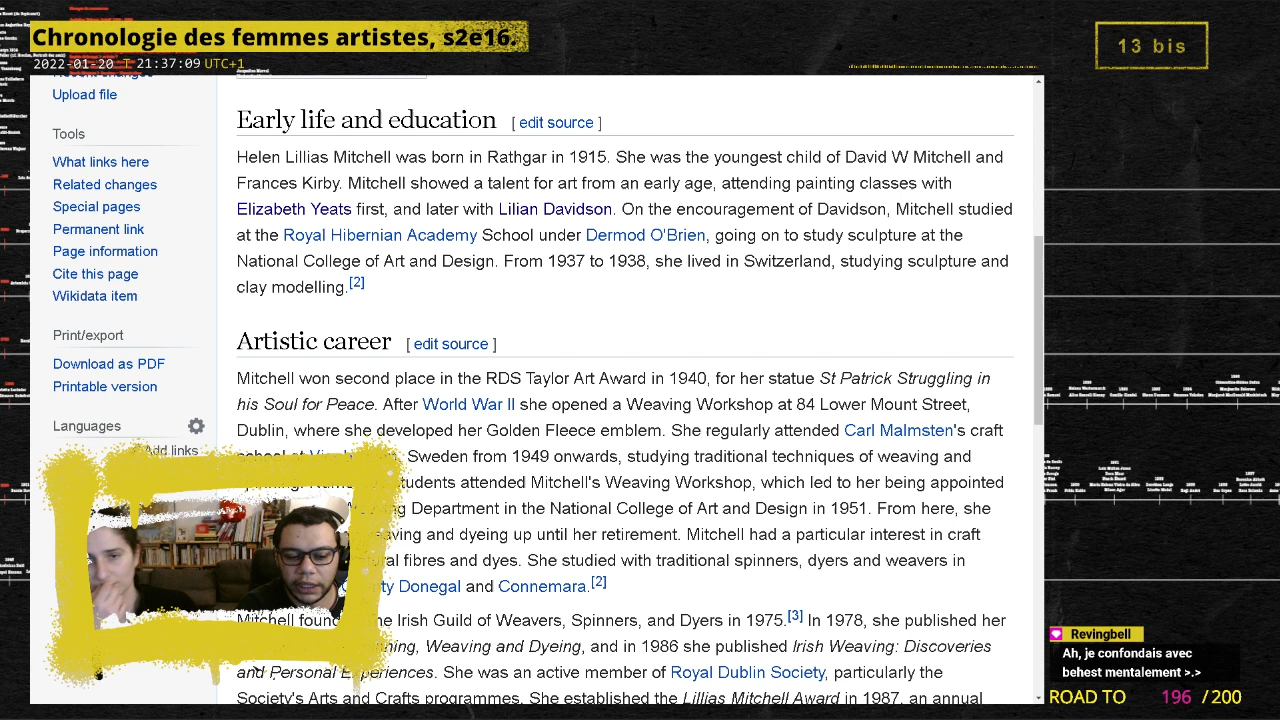 Chronologie des femmes artistes, s2e16.
2022-01-20 T 21:37:09 UTC+1
13 bis
Upload file
Tools
What links here
Related changes
Special pages
Permanent link
Page information
Cite this page
Wikidata item
Print/export
Download as PDF
Printable version
Languages
Add links
Early life and education [ edit source ]
Helen Lillias Mitchell was born in Rathgar in 1915. She was the youngest child of David W Mitchell and
Frances Kirby. Mitchell showed a talent for art from an early age, attending painting classes with
Elizabeth Yeats first, and later with Lilian Davidson. On the encouragement of Davidson, Mitchell studied
at the Royal Hibernian Academy School under Dermod O'Brien, going on to study sculpture at the
National College of Art and Design. From 1937 to 1938, she lived in Switzerland, studying sculpture and
clay modelling.[2]
Artistic career [ edit source ]
Mitchell won second place in the RDS Taylor Art Award in 1940, for her statue St Patrick Struggling in
his Soul for Peace. After World War II she opened a Weaving Workshop at 84 Lower Mount Street,
Dublin, where she developed her Golden Fleece emblem. She regularly attended Carl Malmsten's craft
Sweden from 1949 onwards, studying traditional techniques of weaving and
students attended Mitchell's Weaving Workshop, which led to her being appointed
Department in the National College of Art and Design in 1951. From here, she
and dyeing up until her retirement. Mitchell had a particular interest in craft
fibres and dyes. She studied with traditional spinners, dyers and weavers in
Donegal and Connemara.[2]
Mitchell Irish Guild of Weavers, Spinners, and Dyers in 1975.[3] In 1978, she published her
Weaving and Dyeing, and in 1986 she published Irish Weaving: Discoveries
and Personal Experiences. She was an active member of Royal Dublin Society, particularly the
Society's Arts and Crafts programmes. She established the Lillias Mitchell Award in 1987, an annual
Revingbell
Ah, je confondais avec
behest mentalement >.>
ROAD TO 196 /200